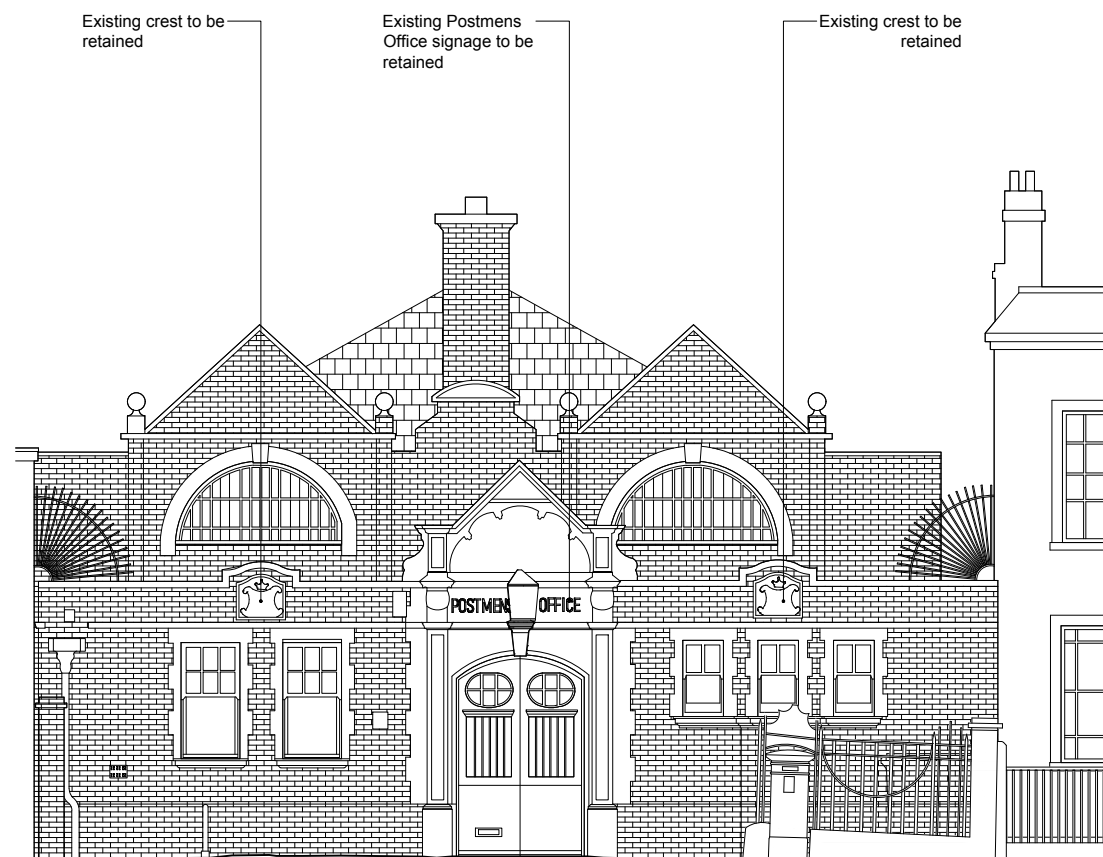 Existing crest to be
retained
Existing Postmens
Office signage to be
retained
Existing crest to be
retained
POSTMENS OFFICE